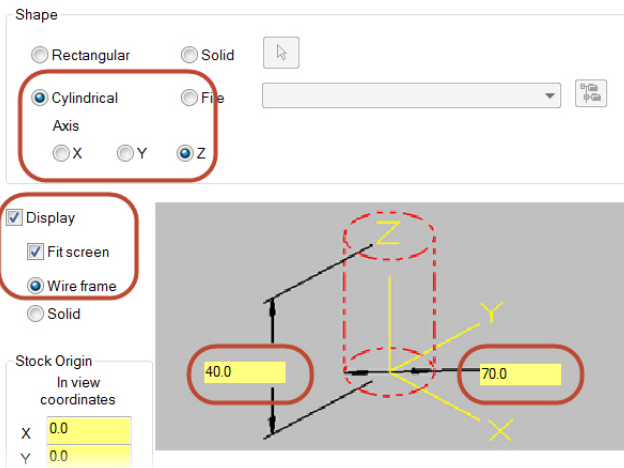 Shape
Rectangular Solid
Cylindrical File
Axis
X Y Z
Display
Fit screen
Wire frame
Solid
Z
Y
40.0 70.0
X
Stock Origin
In view
coordinates
X 0.0
Y 0.0